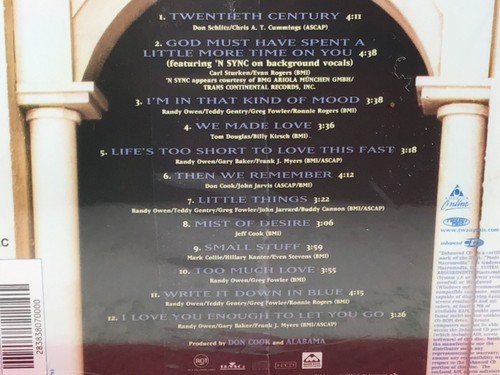 1. TWENTIETH CENTURY 4:11
Don Schlitz/Chris A. T. Cummings (ASCAP)
2. GOD MUST HAVE SPENT A
LITTLE MORE TIME ON YOU 4:38
(featuring 'N SYNC on background vocals)
Carl Sturken/Evan Rogers (BMI)
'N SYNC appears courtesy of BMG ARIOLA MÜNCHEN GMBH/
TRANS CONTINENTAL RECORDS, INC.
3. I'M IN THAT KIND OF MOOD 3:38
Randy Owen/Teddy Gentry/Greg Fowler/Ronnie Rogers (BMI)
4. WE MADE LOVE 3:36
Tom Douglas/Billy Kirsch (BMI)
5. LIFE'S TOO SHORT TO LOVE THIS FAST 3:18
Randy Owen/Gary Baker/Frank J. Myers (BMI/ASCAP)
6. THEN WE REMEMBER 4:12
Don Cook/John Jarvis (ASCAP/BMI)
7. LITTLE THINGS 3:22
Randy Owen/Teddy Gentry/Greg Fowler/John Jarrard/Buddy Cannon (BMI/ASCAP)
8. MIST OF DESIRE 3:06
Jeff Cook (BMI)
9. SMALL STUFF 3:59
Mark Collie/Hillary Kanter/Even Stevens (BMI)
10. TOO MUCH LOVE 3:55
Randy Owen/Greg Fowler (BMI)
11. WRITE IT DOWN IN BLUE 4:15
Randy Owen/Teddy Gentry/Greg Fowler/Ronnie Rogers (BMI)
12. I LOVE YOU ENOUGH TO LET YOU GO 3:26
Randy Owen/Gary Baker/Frank J. Myers (BMI/ASCAP)
Produced by DON COOK and ALABAMA
RCA
BMG
283838070000
enhanced CD